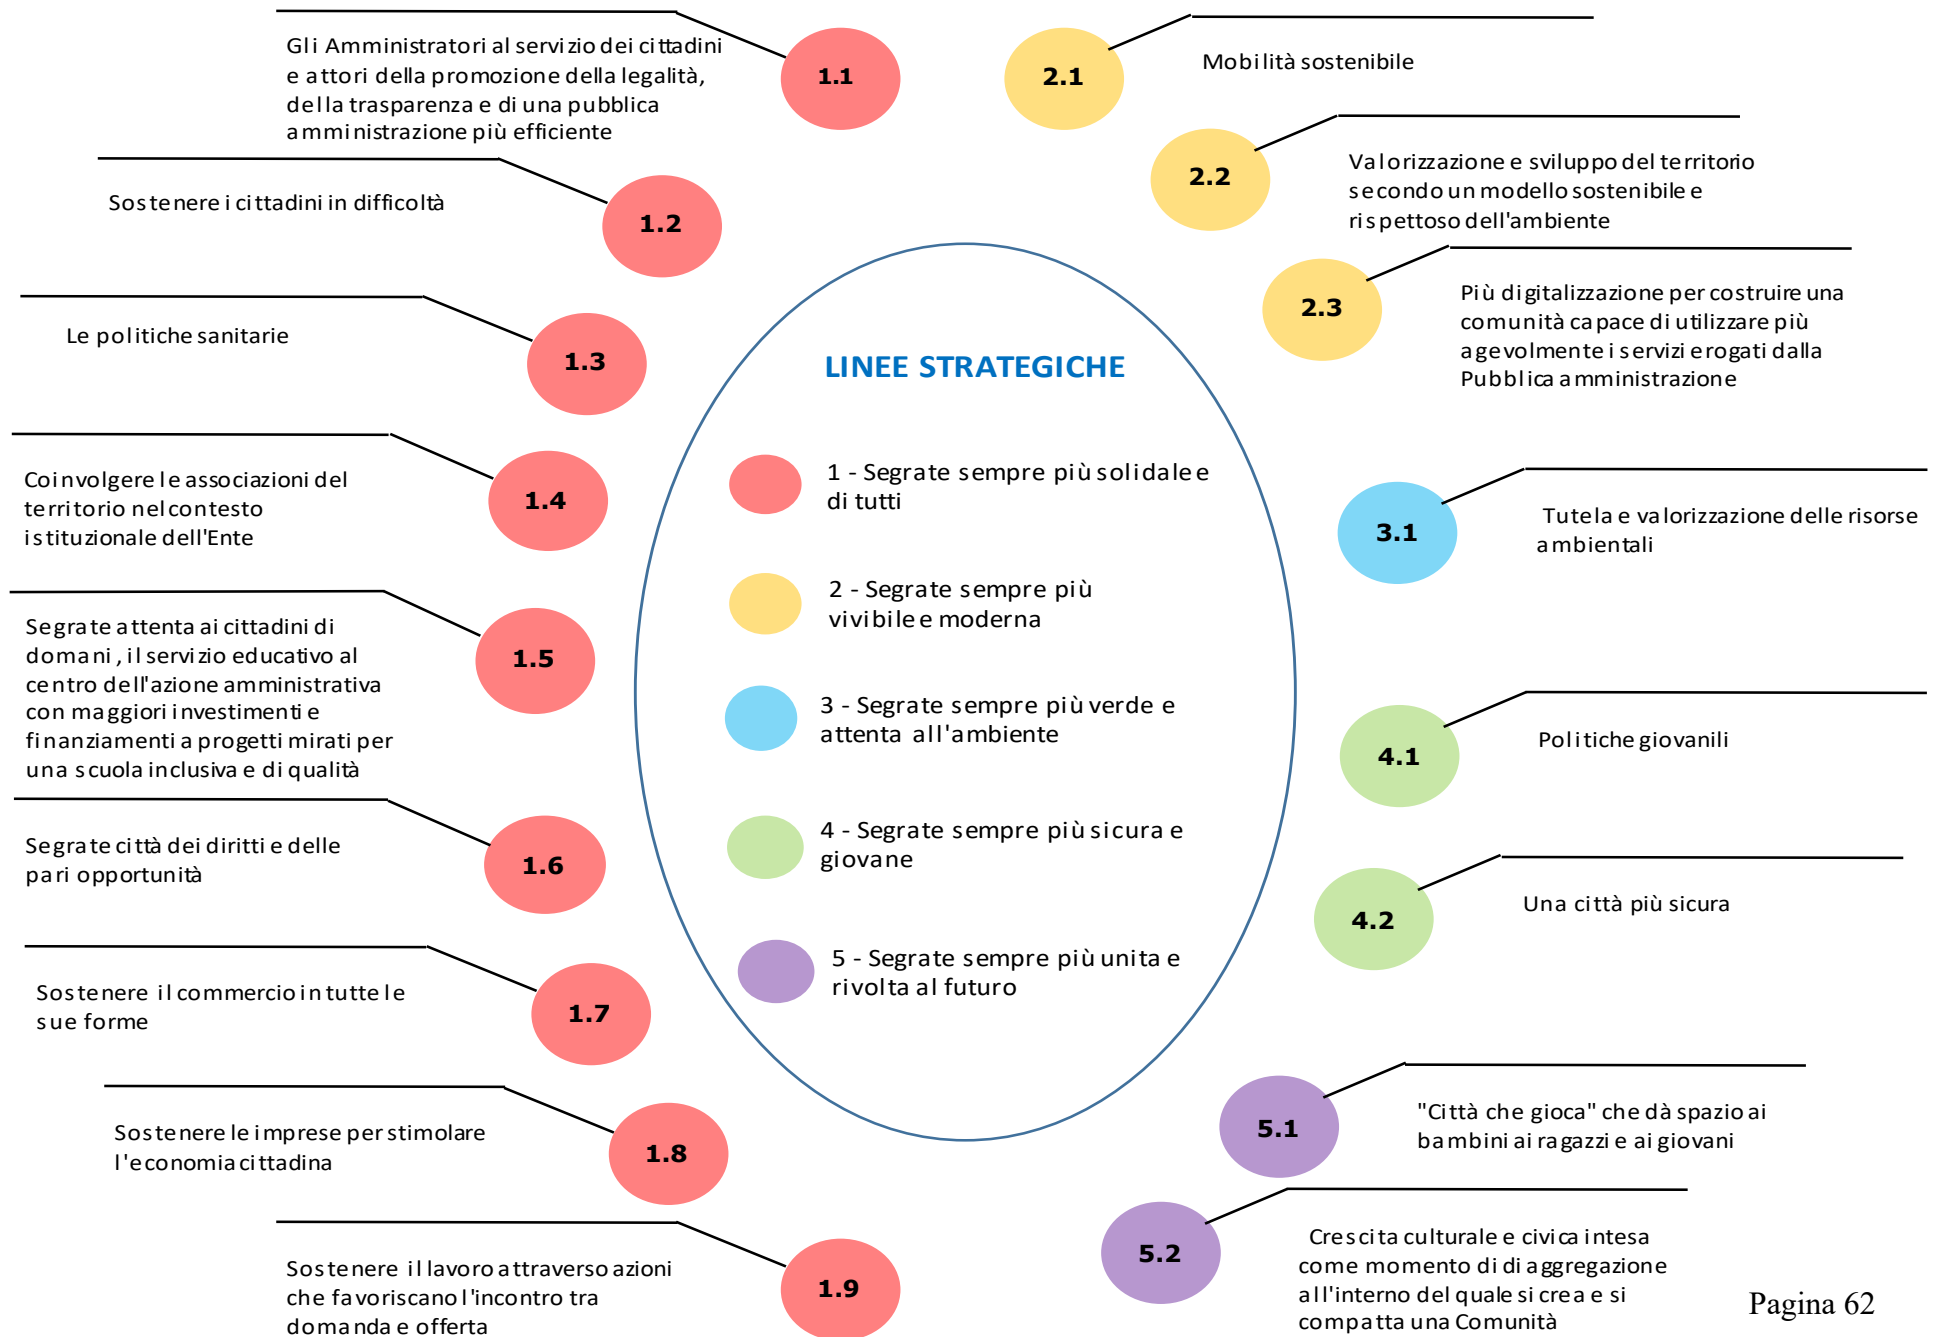 Gli Amministratori al servizio dei cittadini
e attori della promozione della legalità,
della trasparenza e di una pubblica
amministrazione più efficiente
1.1
Sostenere i cittadini in difficoltà
1.2
Le politiche sanitarie
1.3
Coinvolgere le associazioni del
territorio nel contesto
istituzionale dell'Ente
1.4
Segrate attenta ai cittadini di
domani, il servizio educativo al
centro dell'azione amministrativa
con maggiori investimenti e
finanziamenti a progetti mirati per
una scuola inclusiva e di qualità
1.5
Segrate città dei diritti e delle
pari opportunità
1.6
Sostenere il commercio in tutte le
sue forme
1.7
Sostenere le imprese per stimolare
l'economia cittadina
1.8
Sostenere il lavoro attraverso azioni
che favoriscano l'incontro tra
domanda e offerta
1.9
LINEE STRATEGICHE
1 - Segrate sempre più solidale e
di tutti
2 - Segrate sempre più
vivibile e moderna
3 - Segrate sempre più verde e
attenta all'ambiente
4 - Segrate sempre più sicura e
giovane
5 - Segrate sempre più unita e
rivolta al futuro
2.1
Mobilità sostenibile
2.2
Valorizzazione e sviluppo del territorio
secondo un modello sostenibile e
rispettoso dell'ambiente
2.3
Più digitalizzazione per costruire una
comunità capace di utilizzare più
agevolmente i servizi erogati dalla
Pubblica amministrazione
3.1
Tutela e valorizzazione delle risorse
ambientali
4.1
Politiche giovanili
4.2
Una città più sicura
5.1
"Città che gioca" che dà spazio ai
bambini ai ragazzi e ai giovani
5.2
Crescita culturale e civica intesa
come momento di di aggregazione
all'interno del quale si crea e si
compatta una Comunità
Pagina 62